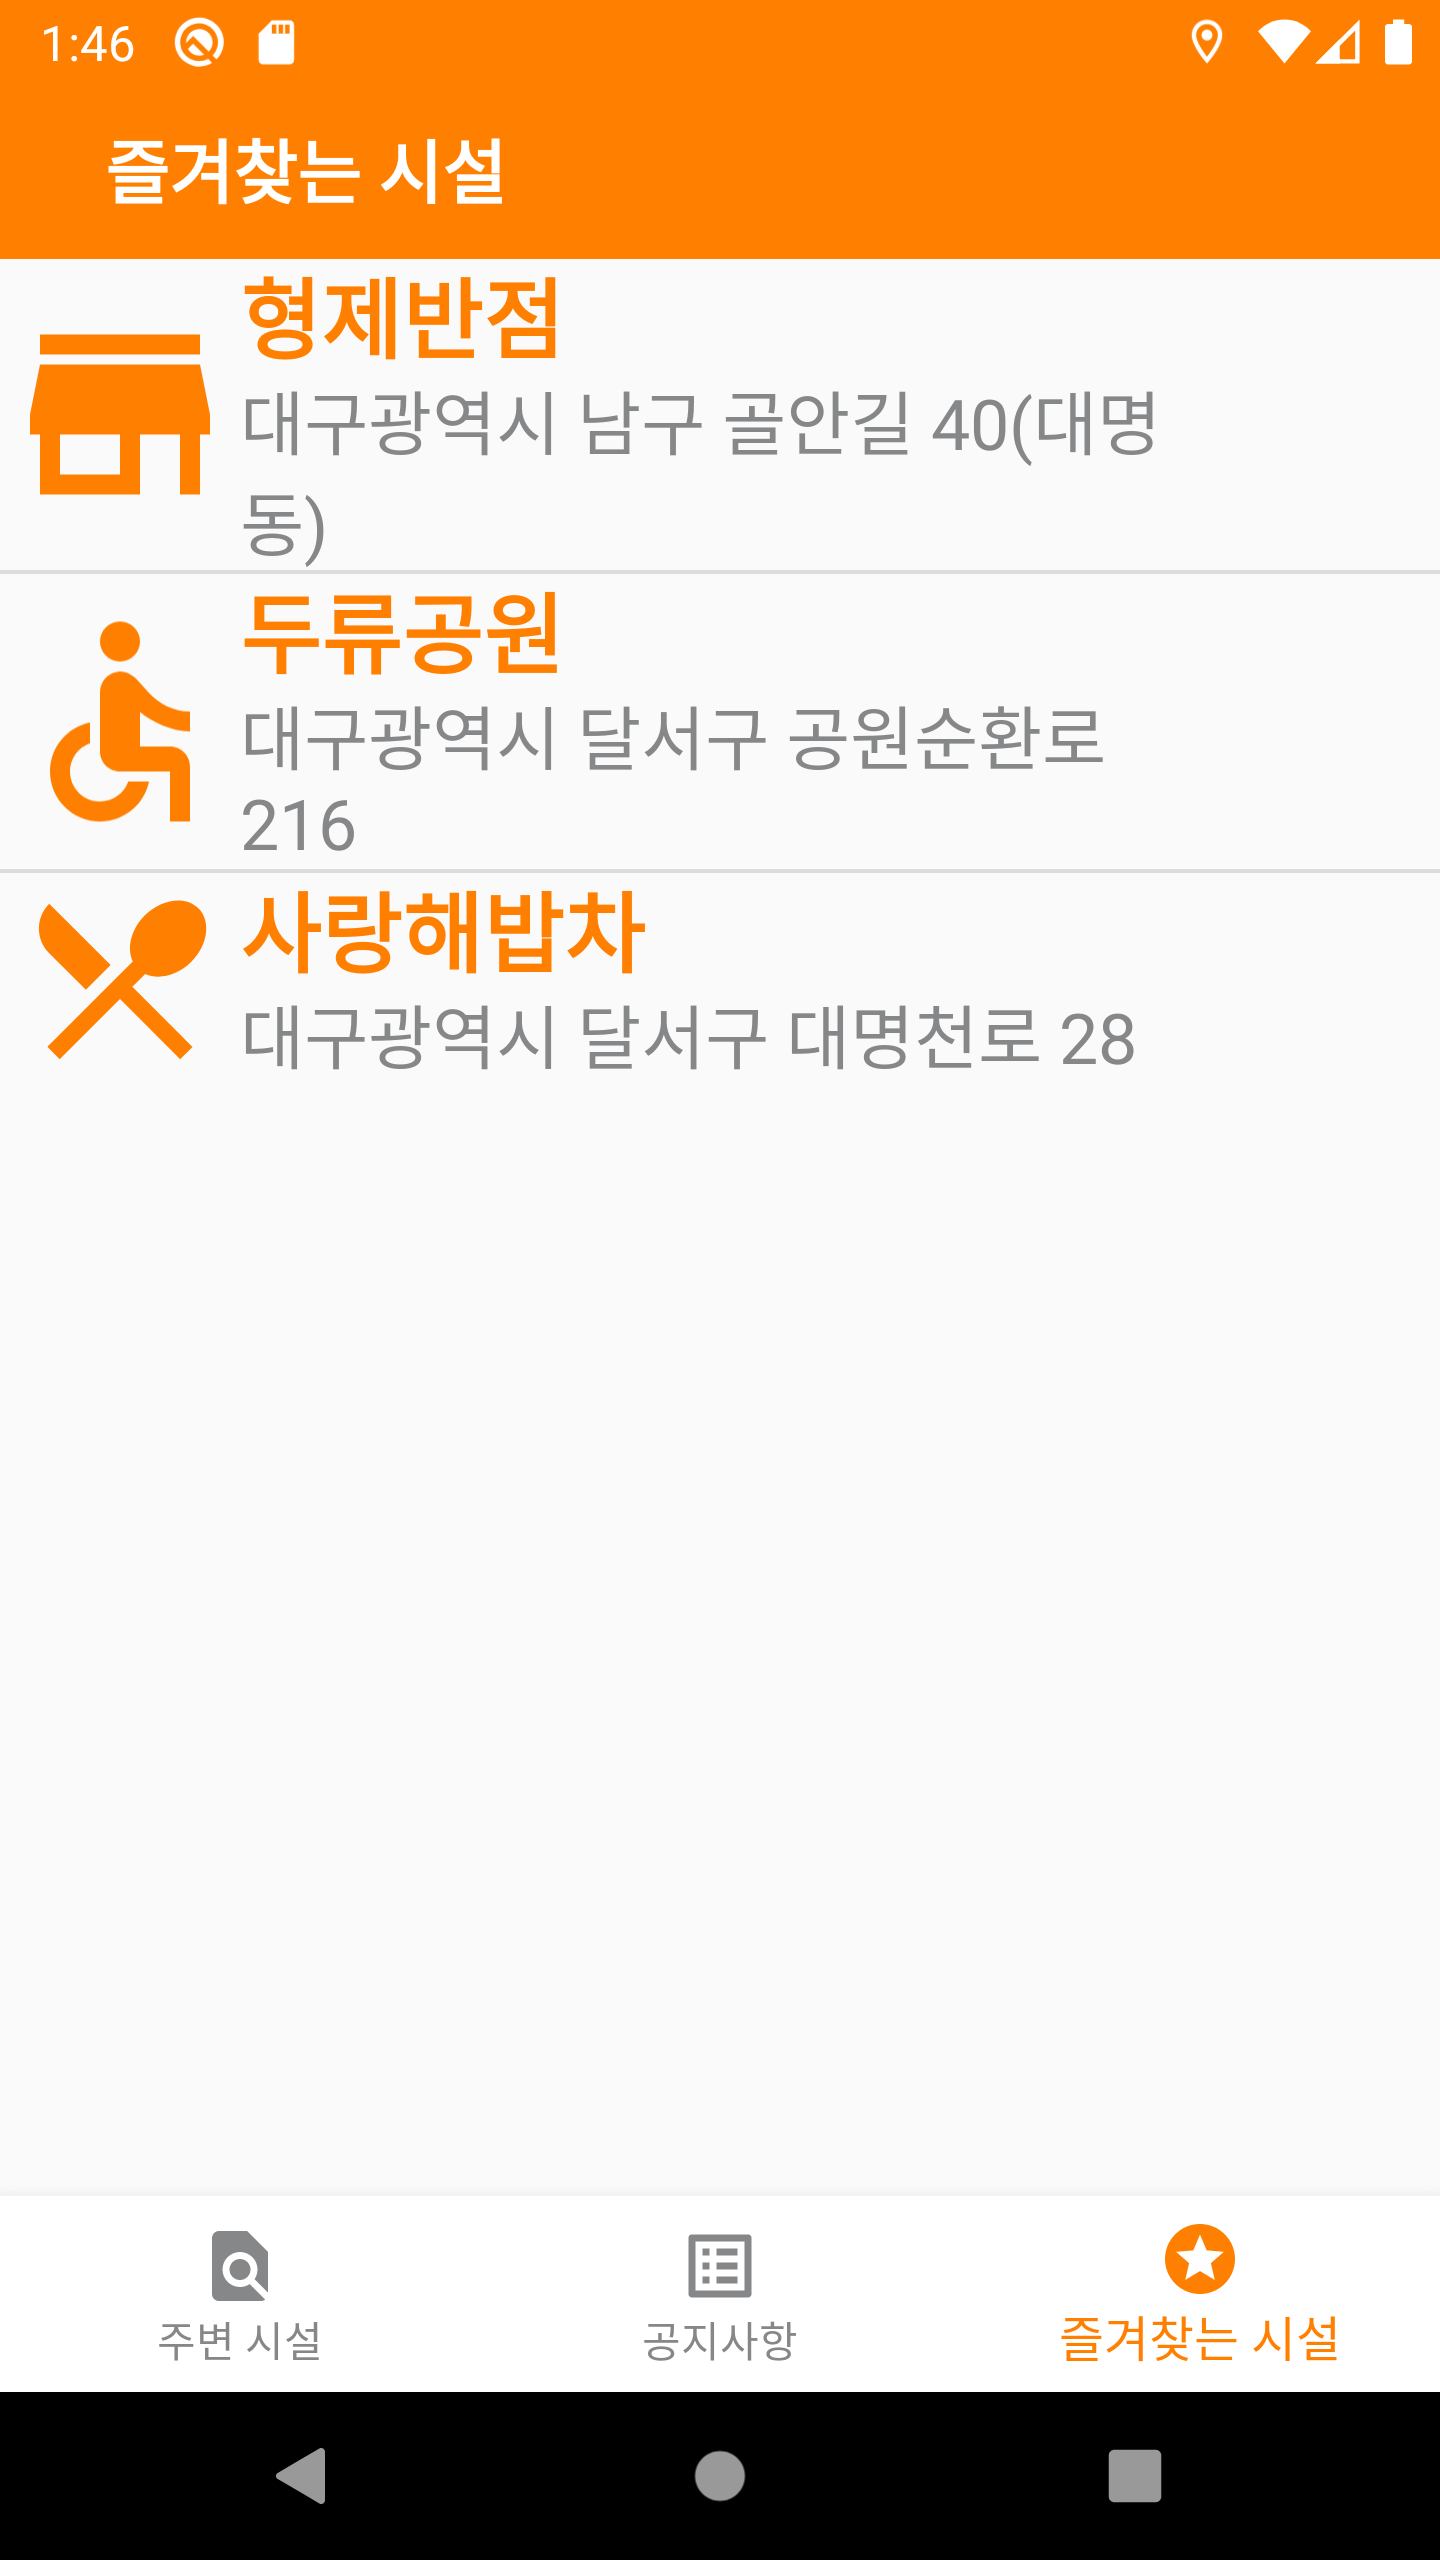 1:46
즐겨찾는 시설
형제반점
대구광역시 남구 골안길 40(대명
동)
두류공원
대구광역시 달서구 공원순환로
216
사랑해밥차
대구광역시 달서구 대명천로 28
주변 시설
공지사항
즐겨찾는 시설